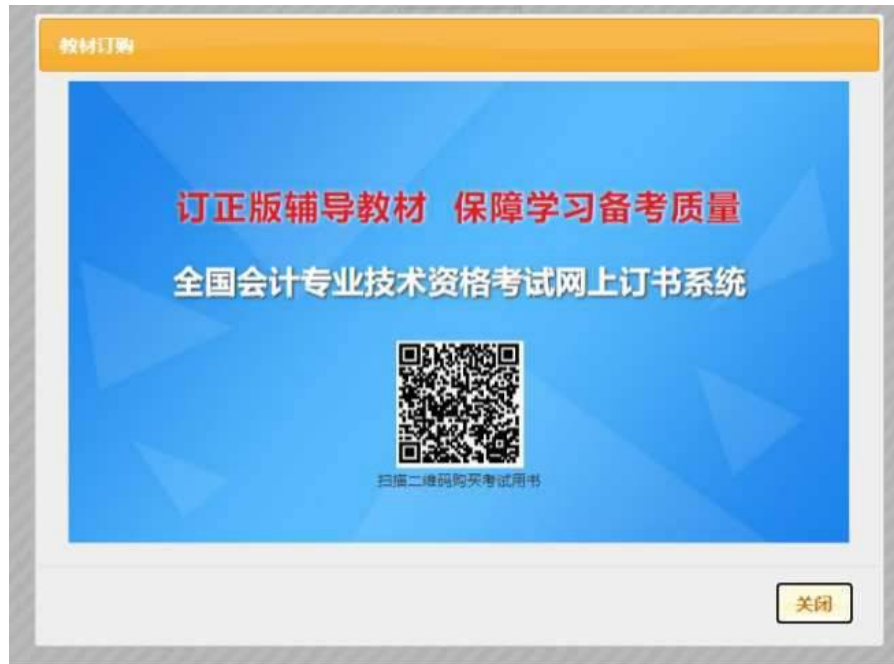 教材订购
订正版辅导教材 保障学习备考质量
全国会计专业技术资格考试网上订书系统
扫描二维码购买考试用书
关闭